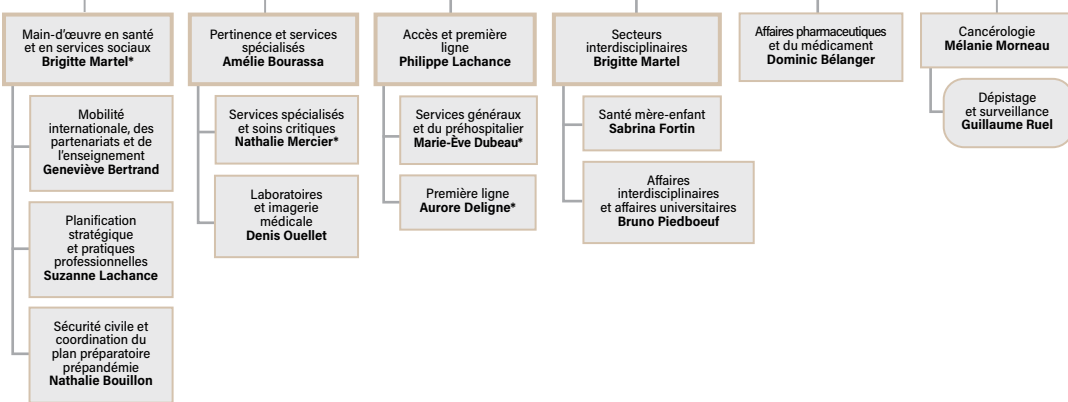 Main-d'œuvre en santé
et en services sociaux
Brigitte Martel*
Mobilité
internationale, des
partenariats et de
l'enseignement
Geneviève Bertrand
Planification
stratégique
et pratiques
professionnelles
Suzanne Lachance
Sécurité civile et
coordination du
plan préparatoire
prépandémie
Nathalie Bouillon
Pertinence et services
spécialisés
Amélie Bourassa
Services spécialisés
et soins critiques
Nathalie Mercier*
Laboratoires
et imagerie
médicale
Denis Ouellet
Accès et première
ligne
Philippe Lachance
Services généraux
et du préhospitalier
Marie-Ève Dubeau*
Première ligne
Aurore Deligne*
Secteurs
interdisciplinaires
Brigitte Martel
Santé mère-enfant
Sabrina Fortin
Affaires
interdisciplinaires
et affaires universitaires
Bruno Piedboeuf
Affaires pharmaceutiques
et du médicament
Dominic Bélanger
Cancérologie
Mélanie Morneau
Dépistage
et surveillance
Guillaume Ruel